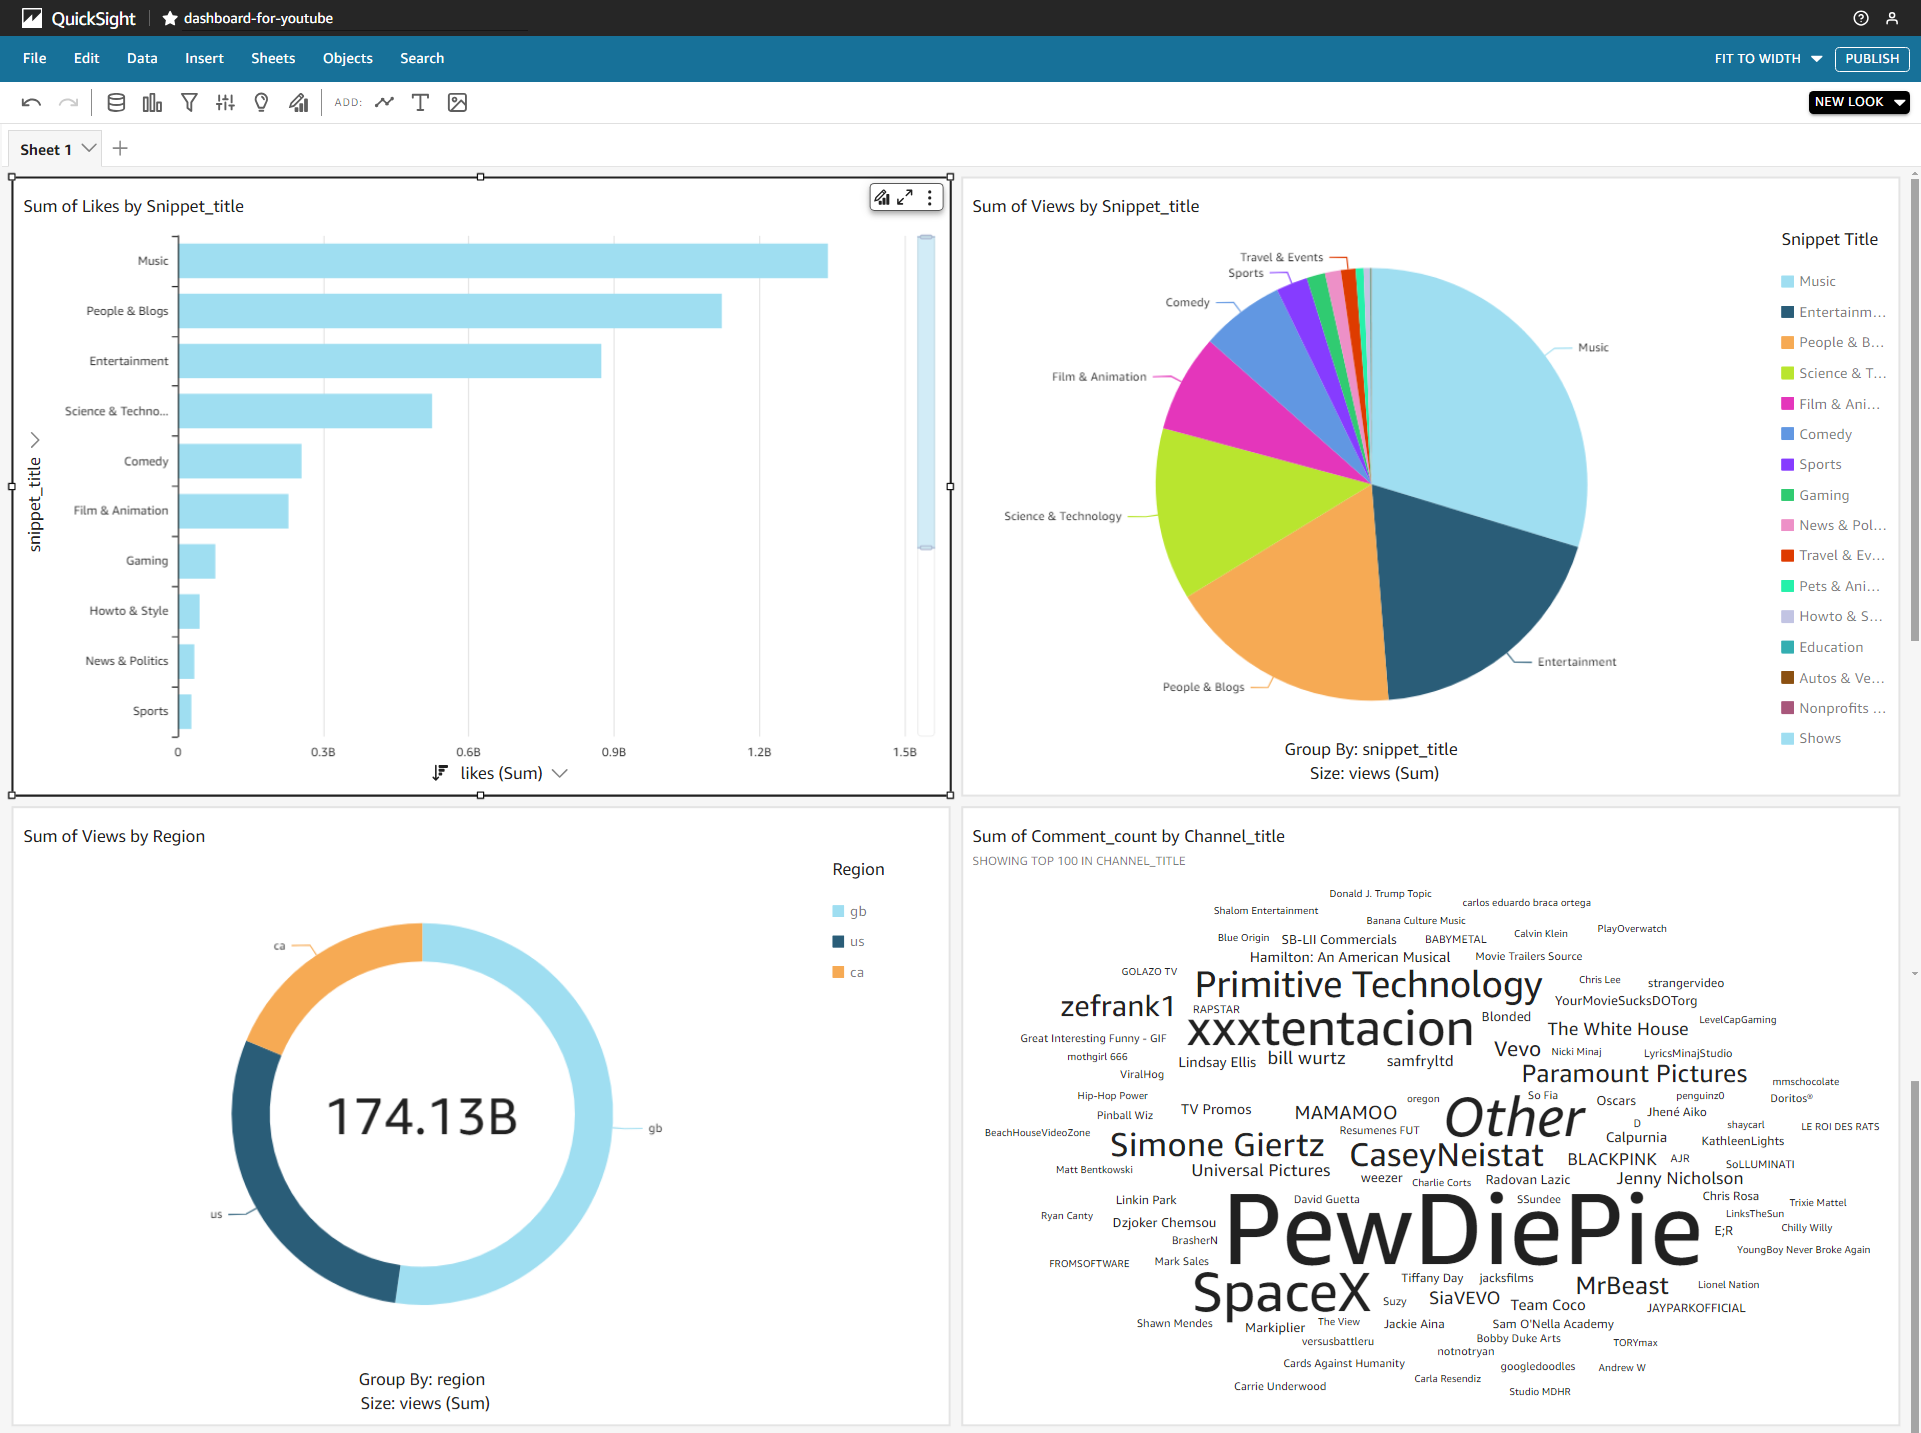 QuickSight
dashboard-for-youtube
File Edit Data Insert Sheets Objects Search
FIT TO WIDTH
PUBLISH
ADD:
NEW LOOK
Sheet 1
Sum of Likes by Snippet_title
snippet_title
Music
People & Blogs
Entertainment
Science & Techno...
Comedy
Film & Animation
Gaming
Howto & Style
News & Politics
Sports
0 0.3B 0.6B 0.9B 1.2B 1.5B
likes (Sum)
Sum of Views by Snippet_title
Travel & Events
Sports
Comedy
Music
Film & Animation
Science & Technology
Entertainment
People & Blogs
Group By: snippet_title
Size: views (Sum)
Snippet Title
Music
Entertainm...
People & B...
Science & T...
Film & Ani...
Comedy
Sports
Gaming
News & Pol...
Travel & Ev...
Pets & Ani...
Howto & S...
Education
Autos & Ve...
Nonprofits ...
Shows
Sum of Views by Region
ca
gb
us
174.13B
Group By: region
Size: views (Sum)
Region
gb
us
ca
Sum of Comment_count by Channel_title
SHOWING TOP 100 IN CHANNEL_TITLE
Donald J. Trump Topic
carlos eduardo braca ortega
Shalom Entertainment
Banana Culture Music
PlayOverwatch
Calvin Klein
Blue Origin
SB-LII Commercials
BABYMETAL
Hamilton: An American Musical
Movie Trailers Source
GOLAZO TV
Primitive Technology
Chris Lee
strangervideo
zefrank1
RAPSTAR
YourMovieSucksDOTorg
xxxtentacion
Blonded
LevelCapGaming
The White House
Great Interesting Funny - GIF
Vevo
Nicki Minaj
LyricsMinajStudio
mothgirl 666
Lindsay Ellis
bill wurtz
samfryltd
ViralHog
Paramount Pictures
mmschocolate
Hip-Hop Power
oregon
So Fia
Oscars
penguinz0
Doritos®
Pinball Wiz
TV Promos
MAMAMOO
Other
Jhené Aiko
D
shaycarl
LE ROI DES RATS
BeachHouseVideoZone
Resumenes FUT
Calpurnia
KathleenLights
Simone Giertz
CaseyNeistat
BLACKPINK
AJR
SoLLUMINATI
Matt Bentkowski
Universal Pictures
weezer
Charlie Corts
Radovan Lazic
Jenny Nicholson
Linkin Park
David Guetta
SSundee
Chris Rosa
Trixie Mattel
Ryan Canty
Dzjoker Chemsou
PewDiePie
LinksTheSun
E;R
Chilly Willy
BrasherN
YoungBoy Never Broke Again
FROMSOFTWARE
Mark Sales
SpaceX
Tiffany Day
jacksfilms
MrBeast
Lionel Nation
Suzy
SiaVEVO
Team Coco
JAYPARKOFFICIAL
Shawn Mendes
Markiplier
The View
Jackie Aina
Sam O'Nella Academy
versusbattleru
Bobby Duke Arts
TORYmax
notnotryan
Cards Against Humanity
googledoodles
Andrew W
Carrie Underwood
Carla Resendiz
Studio MDHR